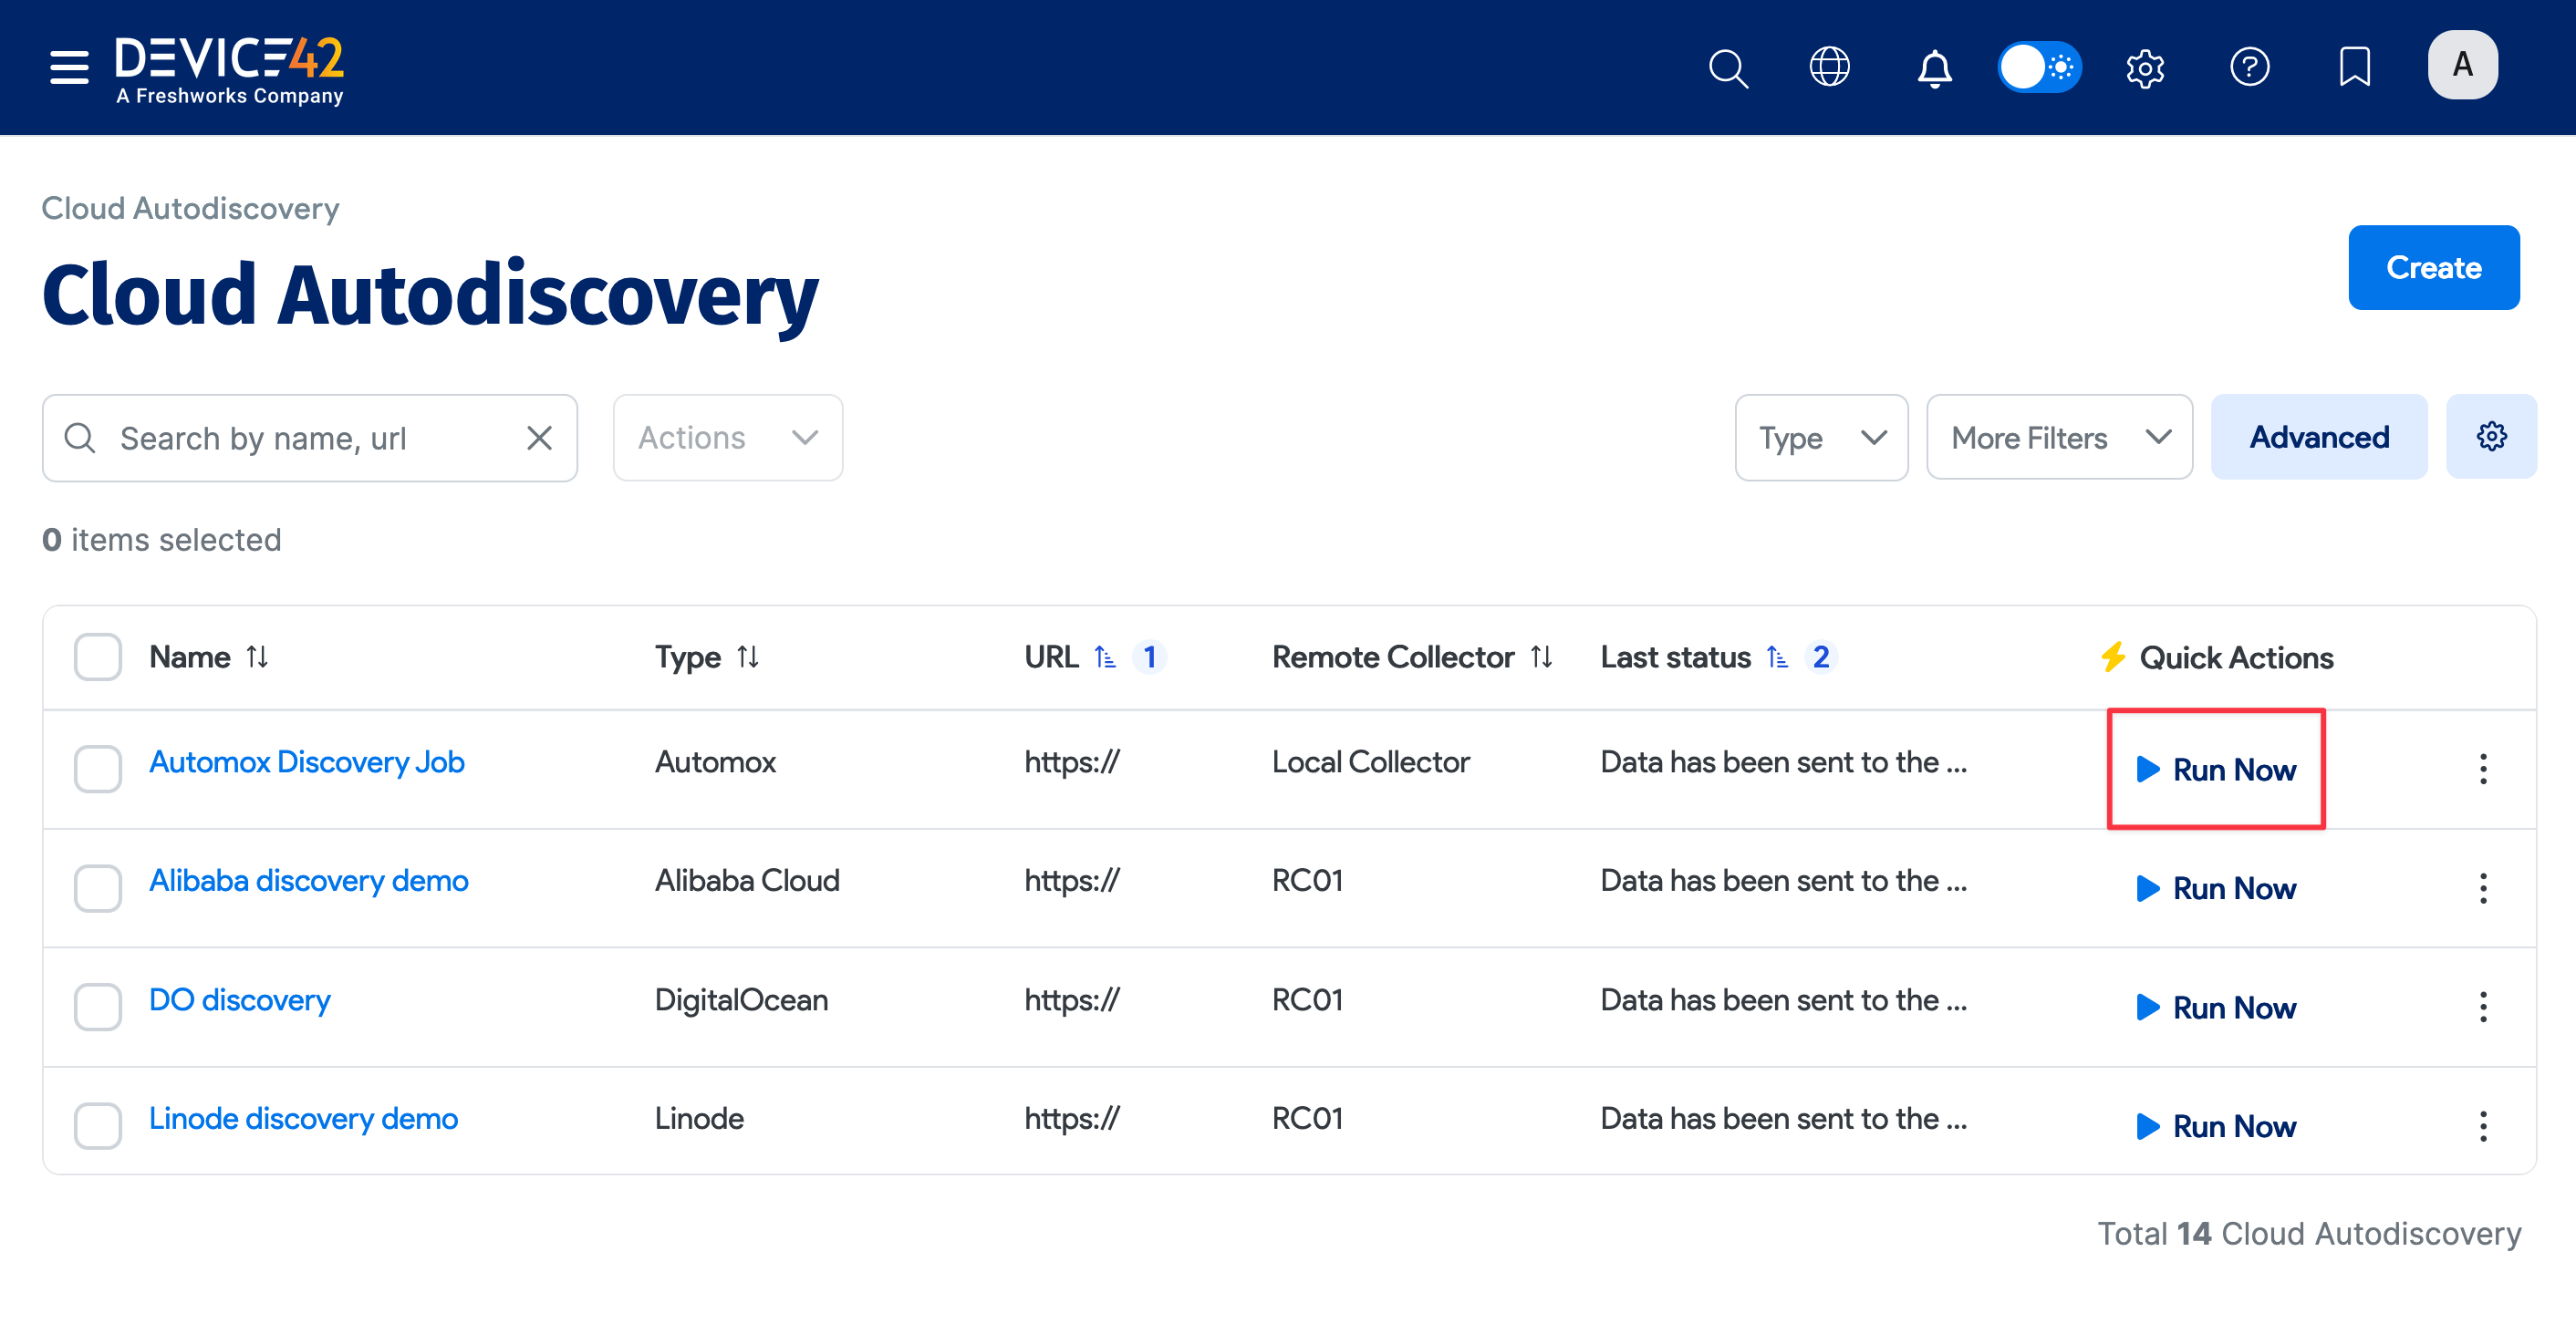 DEVICE42
A Freshworks Company
A
Cloud Autodiscovery
Cloud Autodiscovery
Create
Search by name, url
Actions
Type
More Filters
Advanced
0 items selected
Name Type URL 1 Remote Collector Last status 2 Quick Actions
Automox Discovery Job Automox https:// Local Collector Data has been sent to the ... Run Now
Alibaba discovery demo Alibaba Cloud https:// RC01 Data has been sent to the ... Run Now
DO discovery DigitalOcean https:// RC01 Data has been sent to the ... Run Now
Linode discovery demo Linode https:// RC01 Data has been sent to the ... Run Now
Total 14 Cloud Autodiscovery